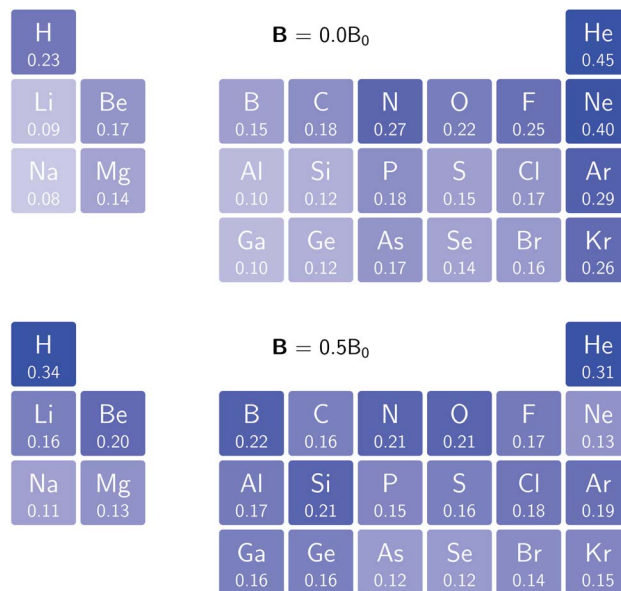 H B = 0.0B₀ He
0.23 0.45
Li Be B C N O F Ne
0.09 0.17 0.15 0.18 0.27 0.22 0.25 0.40
Na Mg Al Si P S Cl Ar
0.08 0.14 0.10 0.12 0.18 0.15 0.17 0.29
Ga Ge As Se Br Kr
0.10 0.12 0.17 0.14 0.16 0.26
H B = 0.5B₀ He
0.34 0.31
Li Be B C N O F Ne
0.16 0.20 0.22 0.16 0.21 0.21 0.17 0.13
Na Mg Al Si P S Cl Ar
0.11 0.13 0.17 0.21 0.15 0.16 0.18 0.19
Ga Ge As Se Br Kr
0.16 0.16 0.12 0.12 0.14 0.15